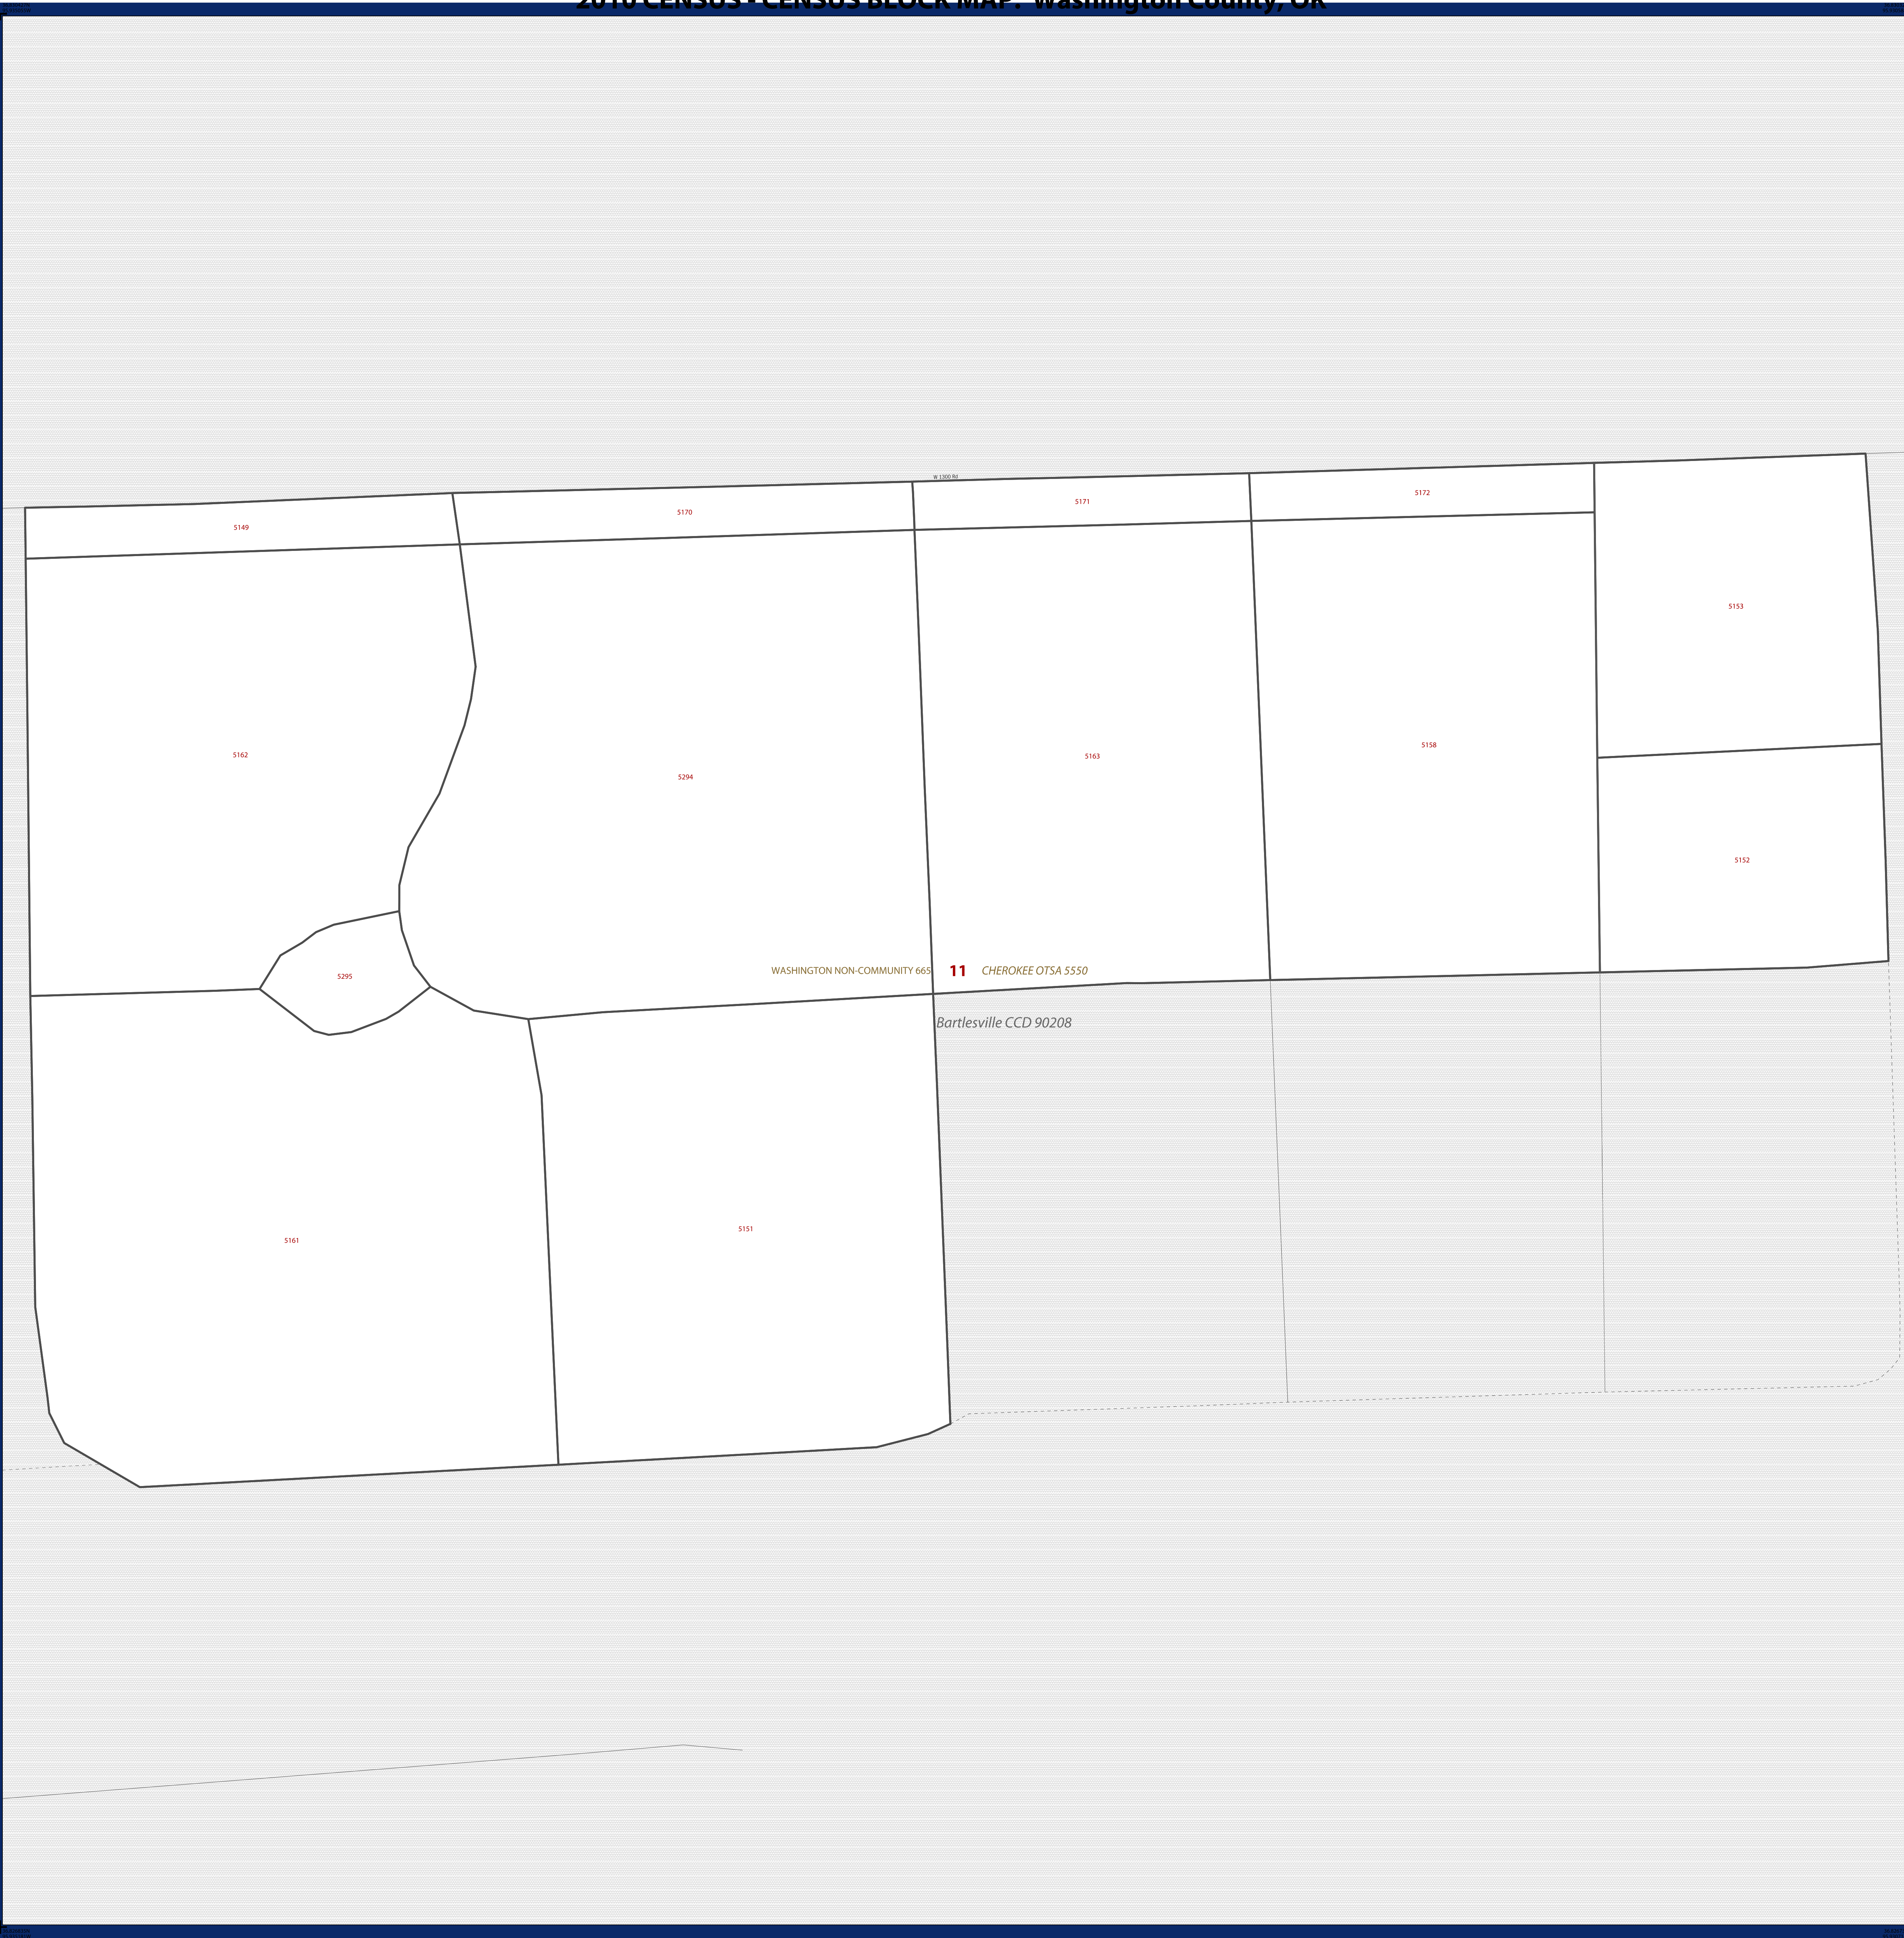 2010 CENSUS - CENSUS BLOCK MAP: Washington County, OK
W 1300 Rd
5172
5171
5170
5149
5153
5158
5162
5163
5294
5152
WASHINGTON NON-COMMUNITY 665
11
CHEROKEE OTSA 5550
5295
Bartlesville CCD 90208
5151
5161